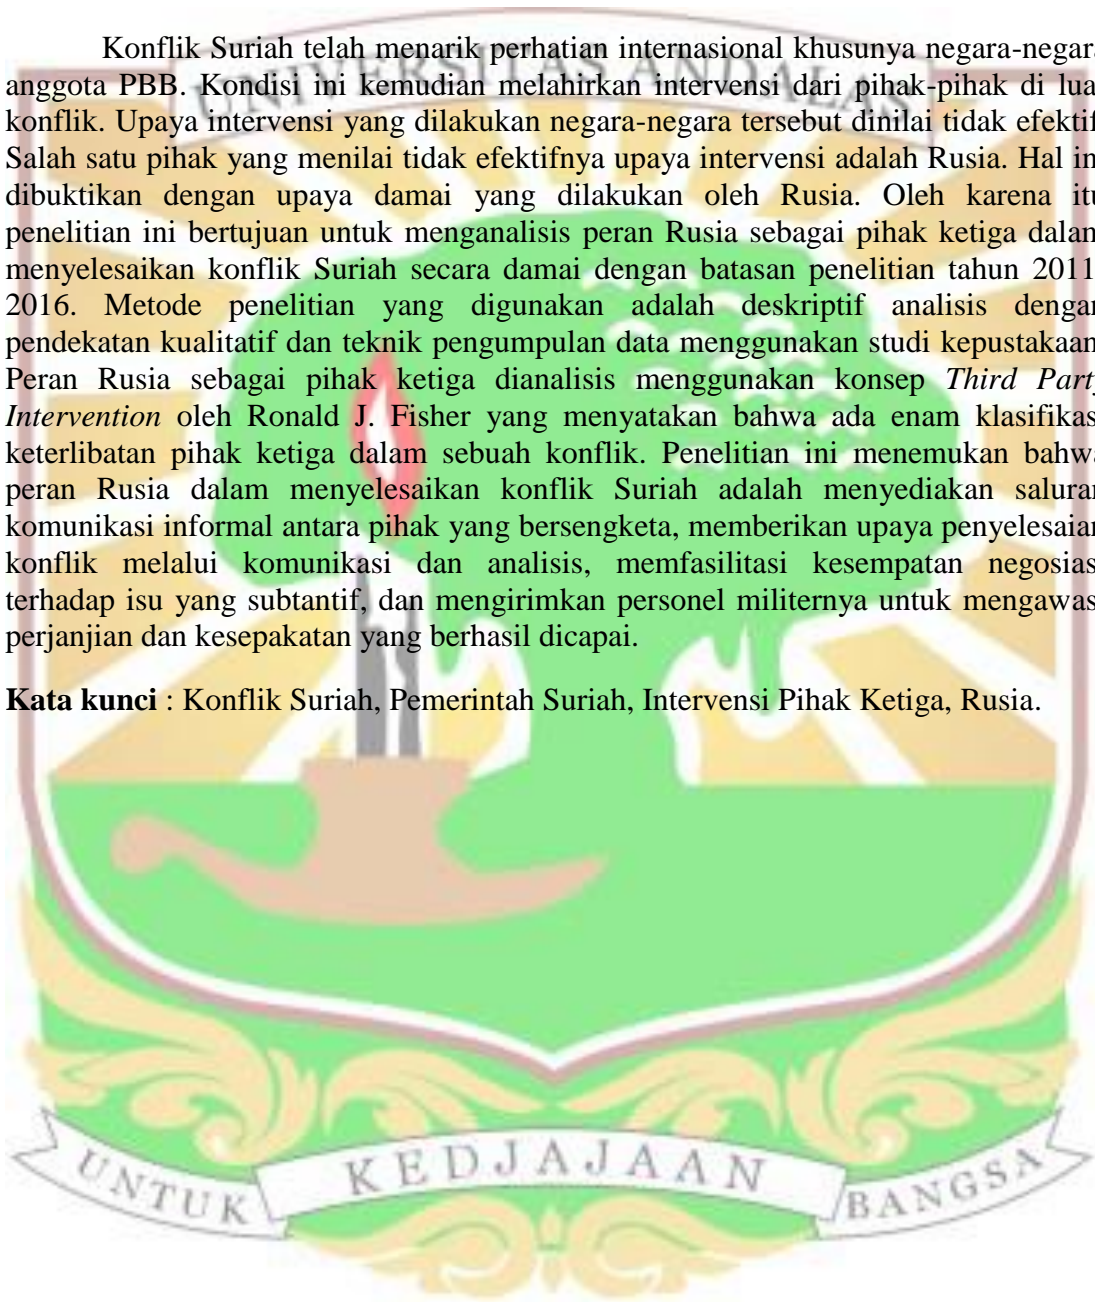 UNIVERSITAS ANDALAS
Konflik Suriah telah menarik perhatian internasional khusunya negara-negara
anggota PBB. Kondisi ini kemudian melahirkan intervensi dari pihak-pihak di lua
konflik. Upaya intervensi yang dilakukan negara-negara tersebut dinilai tidak efektif
Salah satu pihak yang menilai tidak efektifnya upaya intervensi adalah Rusia. Hal in
dibuktikan dengan upaya damai yang dilakukan oleh Rusia. Oleh karena itu
penelitian ini bertujuan untuk menganalisis peran Rusia sebagai pihak ketiga dalam
menyelesaikan konflik Suriah secara damai dengan batasan penelitian tahun 2011
2016. Metode penelitian yang digunakan adalah deskriptif analisis dengan
pendekatan kualitatif dan teknik pengumpulan data menggunakan studi kepustakaan
Peran Rusia sebagai pihak ketiga dianalisis menggunakan konsep Third Party
Intervention oleh Ronald J. Fisher yang menyatakan bahwa ada enam klasifikas
keterlibatan pihak ketiga dalam sebuah konflik. Penelitian ini menemukan bahwa
peran Rusia dalam menyelesaikan konflik Suriah adalah menyediakan saluran
komunikasi informal antara pihak yang bersengketa, memberikan upaya penyelesaian
konflik melalui komunikasi dan analisis, memfasilitasi kesempatan negosias
terhadap isu yang subtantif, dan mengirimkan personel militernya untuk mengawas
perjanjian dan kesepakatan yang berhasil dicapai.
Kata kunci : Konflik Suriah, Pemerintah Suriah, Intervensi Pihak Ketiga, Rusia.
UNTUK KEDJAJAAN BANGSA